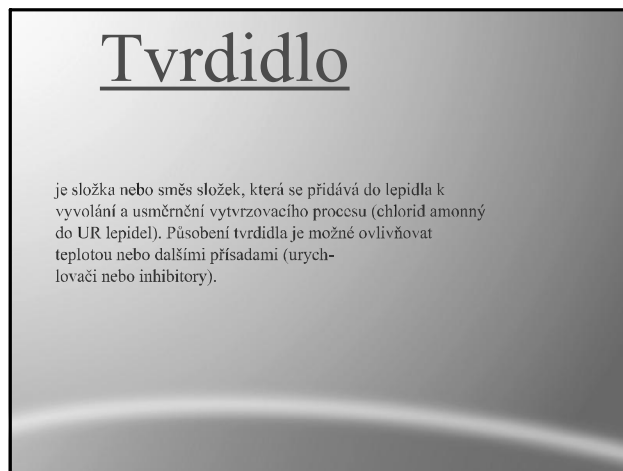 Tvrdidlo
je složka nebo směs složek, která se přidává do lepidla k
vyvolání a usměrnění vytvrzovacího procesu (chlorid amonný
do UR lepidel). Působení tvrdidla je možné ovlivňovat
teplotou nebo dalšími přísadami (urych-
lovači nebo inhibitory).